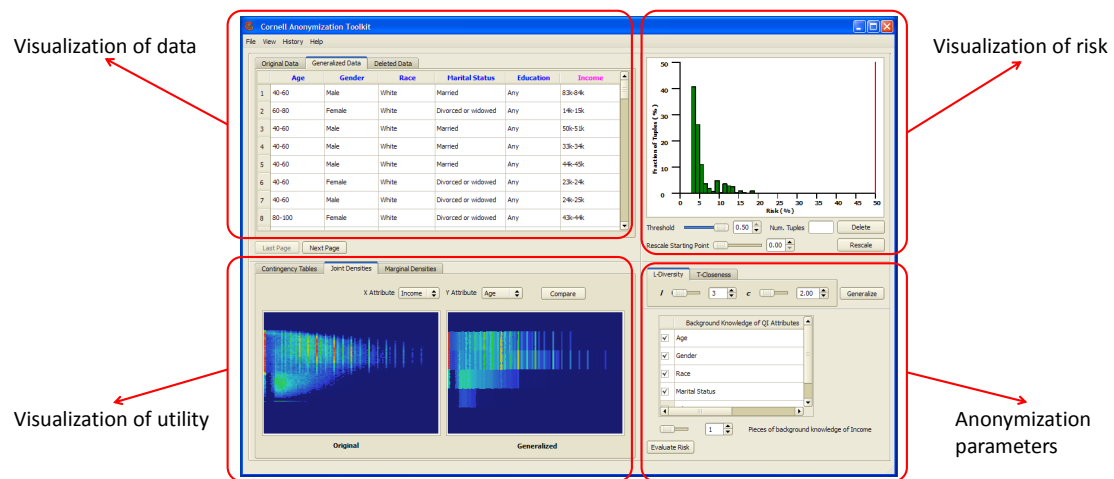 Cornell Anonymization Toolkit
File View History Help
Visualization of data
Original Data Generalized Data Deleted Data
Age Gender Race Marital Status Education Income
1 40-60 Male White Married Any 83k-84k
2 60-80 Female White Divorced or widowed Any 14k-15k
3 40-60 Male White Married Any 50k-51k
4 40-60 Male White Married Any 33k-34k
5 40-60 Male White Married Any 44k-45k
6 40-60 Female White Divorced or widowed Any 23k-24k
7 40-60 Male White Divorced or widowed Any 24k-25k
8 80-100 Female White Divorced or widowed Any 43k-44k
Last Page Next Page
Visualization of risk
Fraction of Tuples (%)
50
40
30
20
10
0
0 5 10 15 20 25 30 35 40 45 50
Risk (%)
Threshold 0.50 Num. Tuples Delete
Rescale Starting Point 0.00 Rescale
Visualization of utility
Contingency Tables Joint Densities Marginal Densities
X Attribute Income Y Attribute Age Compare
Original Generalized
L-Diversity T-Closeness
l 3 c 2.00 Generalize
Background Knowledge of QI Attributes
Age
Gender
Race
Marital Status
1 Pieces of background knowledge of Income
Evaluate Risk
Anonymization
parameters